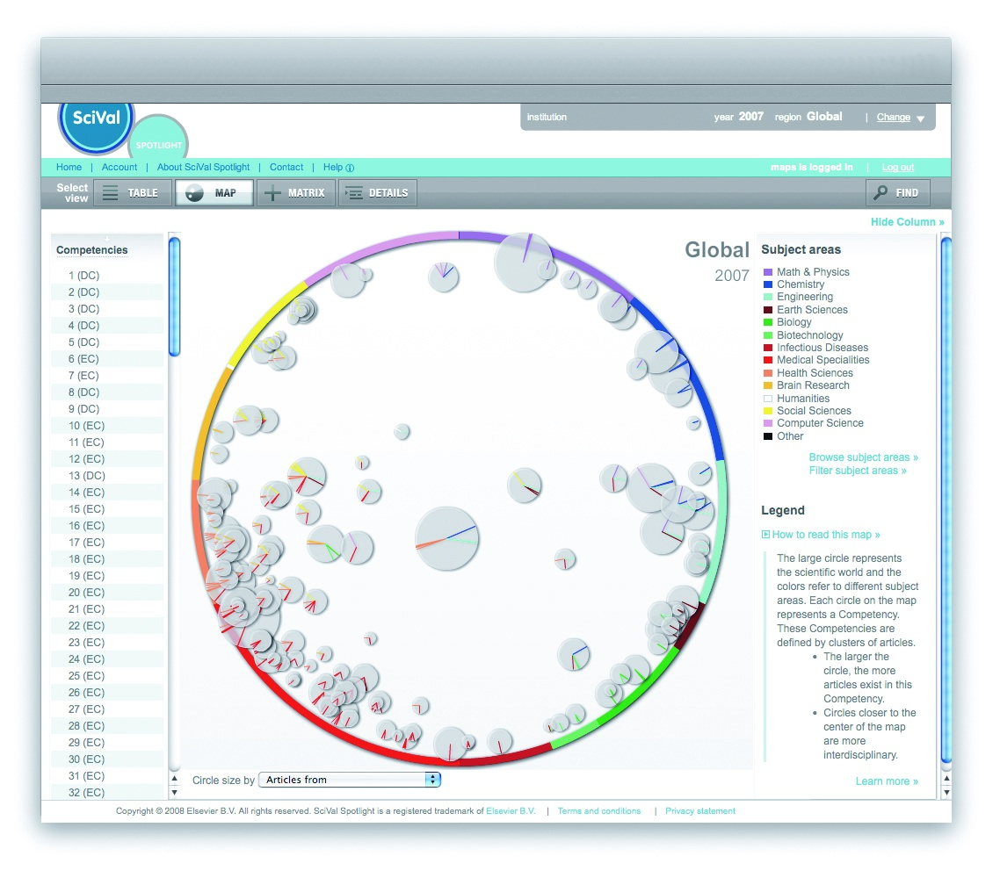 SciVal
SPOTLIGHT
institution
year 2007 region Global | Change
Home | Account | About SciVal Spotlight | Contact | Help
maps is logged in | Log out
Select view
TABLE
MAP
MATRIX
DETAILS
FIND
Hide Column »
Competencies
1 (DC)
2 (DC)
3 (DC)
4 (DC)
5 (DC)
6 (EC)
7 (EC)
8 (DC)
9 (DC)
10 (EC)
11 (EC)
12 (EC)
13 (DC)
14 (EC)
15 (EC)
16 (EC)
17 (EC)
18 (EC)
19 (EC)
20 (EC)
21 (EC)
22 (EC)
23 (EC)
24 (EC)
25 (EC)
26 (EC)
27 (EC)
28 (EC)
29 (EC)
30 (EC)
31 (EC)
32 (EC)
Global
2007
Circle size by Articles from
Subject areas
Math & Physics
Chemistry
Engineering
Earth Sciences
Biology
Biotechnology
Infectious Diseases
Medical Specialities
Health Sciences
Brain Research
Humanities
Social Sciences
Computer Science
Other
Browse subject areas »
Filter subject areas »
Legend
How to read this map »
The large circle represents
the scientific world and the
colors refer to different subject
areas. Each circle on the map
represents a Competency.
These Competencies are
defined by clusters of articles.
• The larger the
circle, the more
articles exist in this
Competency.
• Circles closer to the
center of the map
are more
interdisciplinary.
Learn more »
Copyright © 2008 Elsevier B.V. All rights reserved. SciVal Spotlight is a registered trademark of Elsevier B.V. | Terms and conditions | Privacy statement